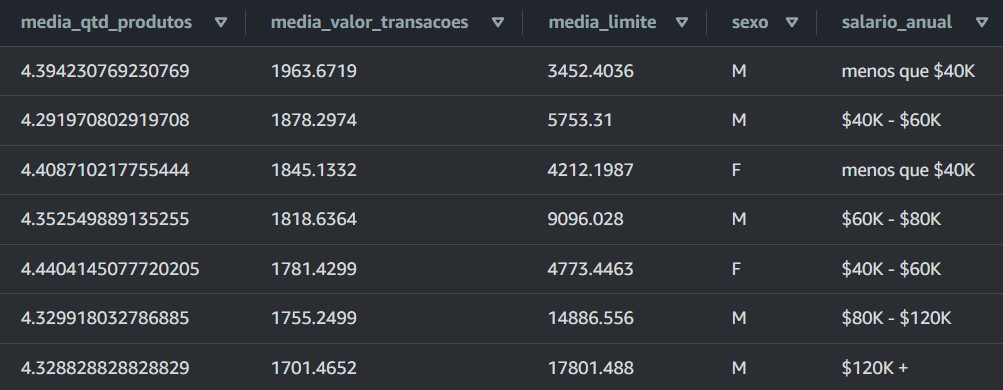 media_qtd_produtos media_valor_transacoes media_limite sexo salario_anual
4.394230769230769 1963.6719 3452.4036 M menos que $40K
4.291970802919708 1878.2974 5753.31 M $40K - $60K
4.408710217755444 1845.1332 4212.1987 F menos que $40K
4.352549889135255 1818.6364 9096.028 M $60K - $80K
4.4404145077720205 1781.4299 4773.4463 F $40K - $60K
4.329918032786885 1755.2499 14886.556 M $80K - $120K
4.328828828828829 1701.4652 17801.488 M $120K +